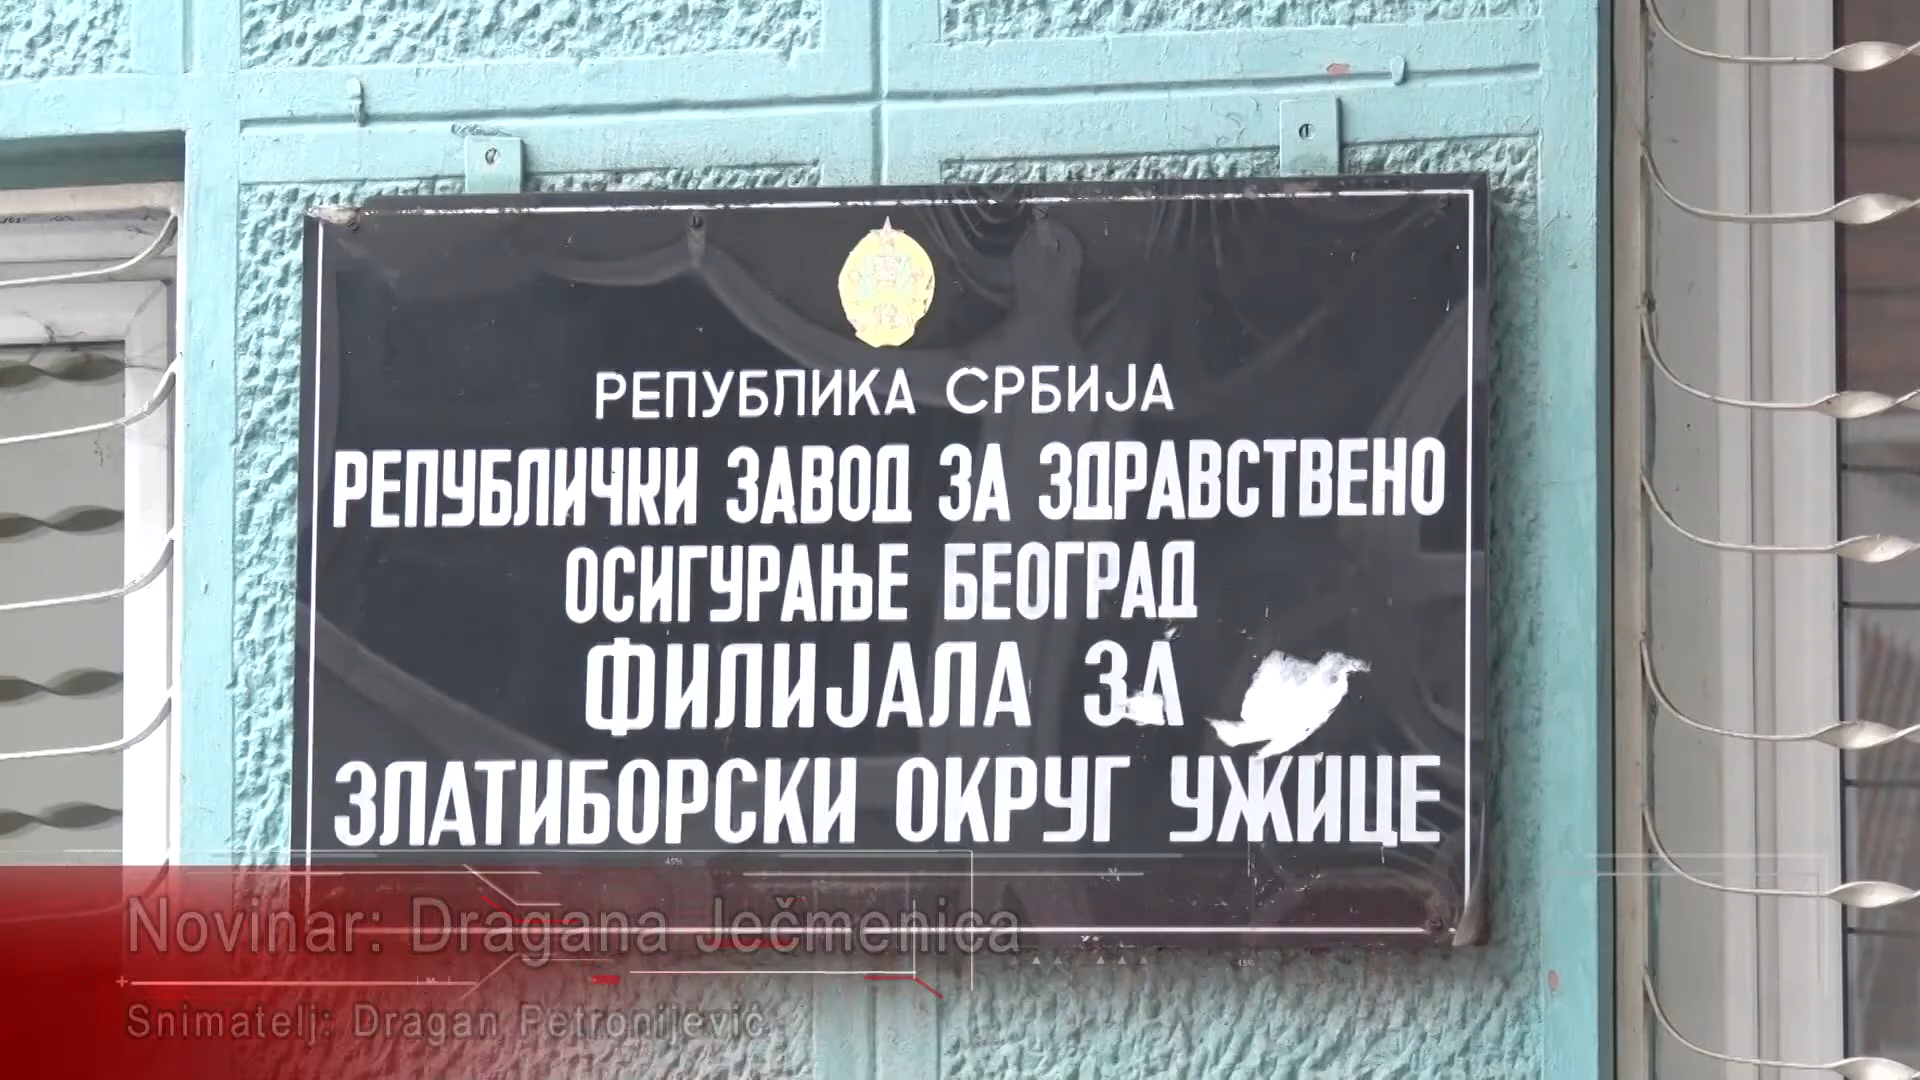 РЕПУБЛИКА СРБИЈА
РЕПУБЛИЧКИ ЗАВОД ЗА ЗДРАВСТВЕНО
ОСИГУРАЊЕ БЕОГРАД
ФИЛИЈАЛА ЗА
ЗЛАТИБОРСКИ ОКРУГ УЖИЦЕ
45%
Novinar: Dragana Ječmenica
Snimatelj: Dragan Petronijević